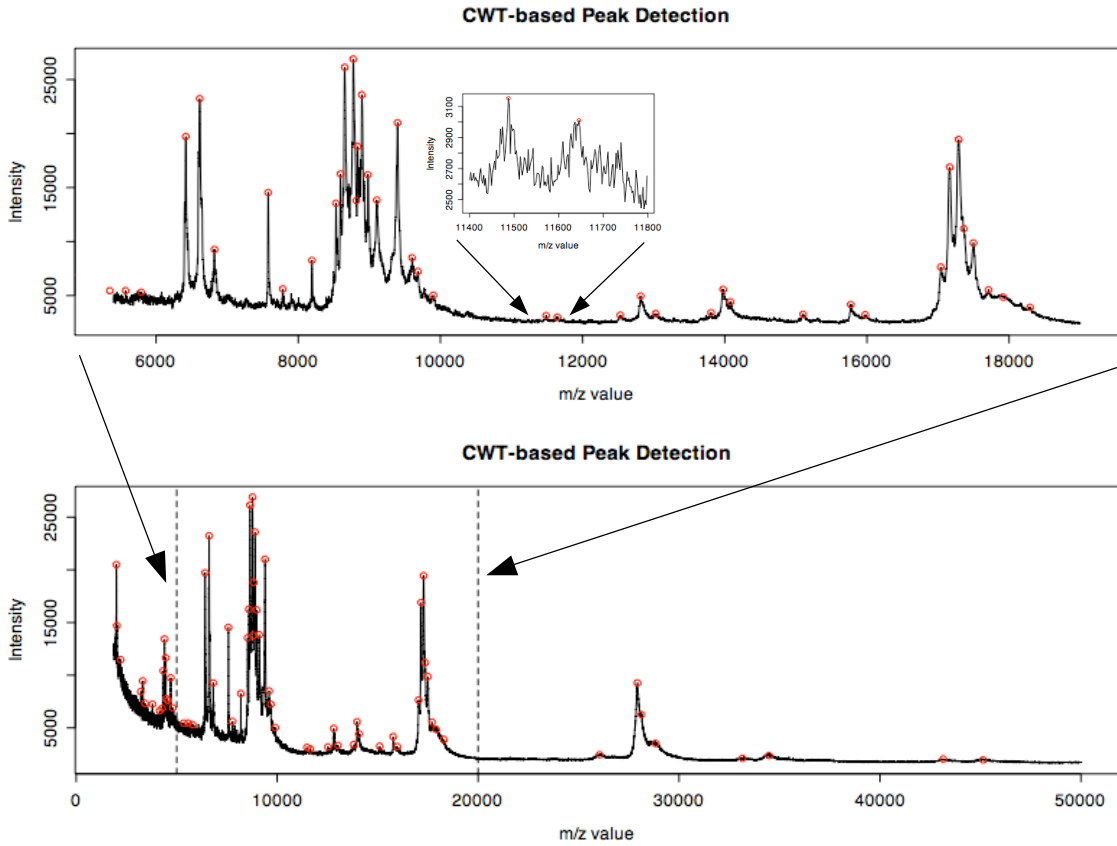 CWT-based Peak Detection
25000
15000
5000
Intensity
3100
2900
2700
2500
Intensity
11400 11500 11600 11700 11800
m/z value
6000 8000 10000 12000 14000 16000 18000
m/z value
CWT-based Peak Detection
25000
15000
5000
Intensity
0 10000 20000 30000 40000 50000
m/z value